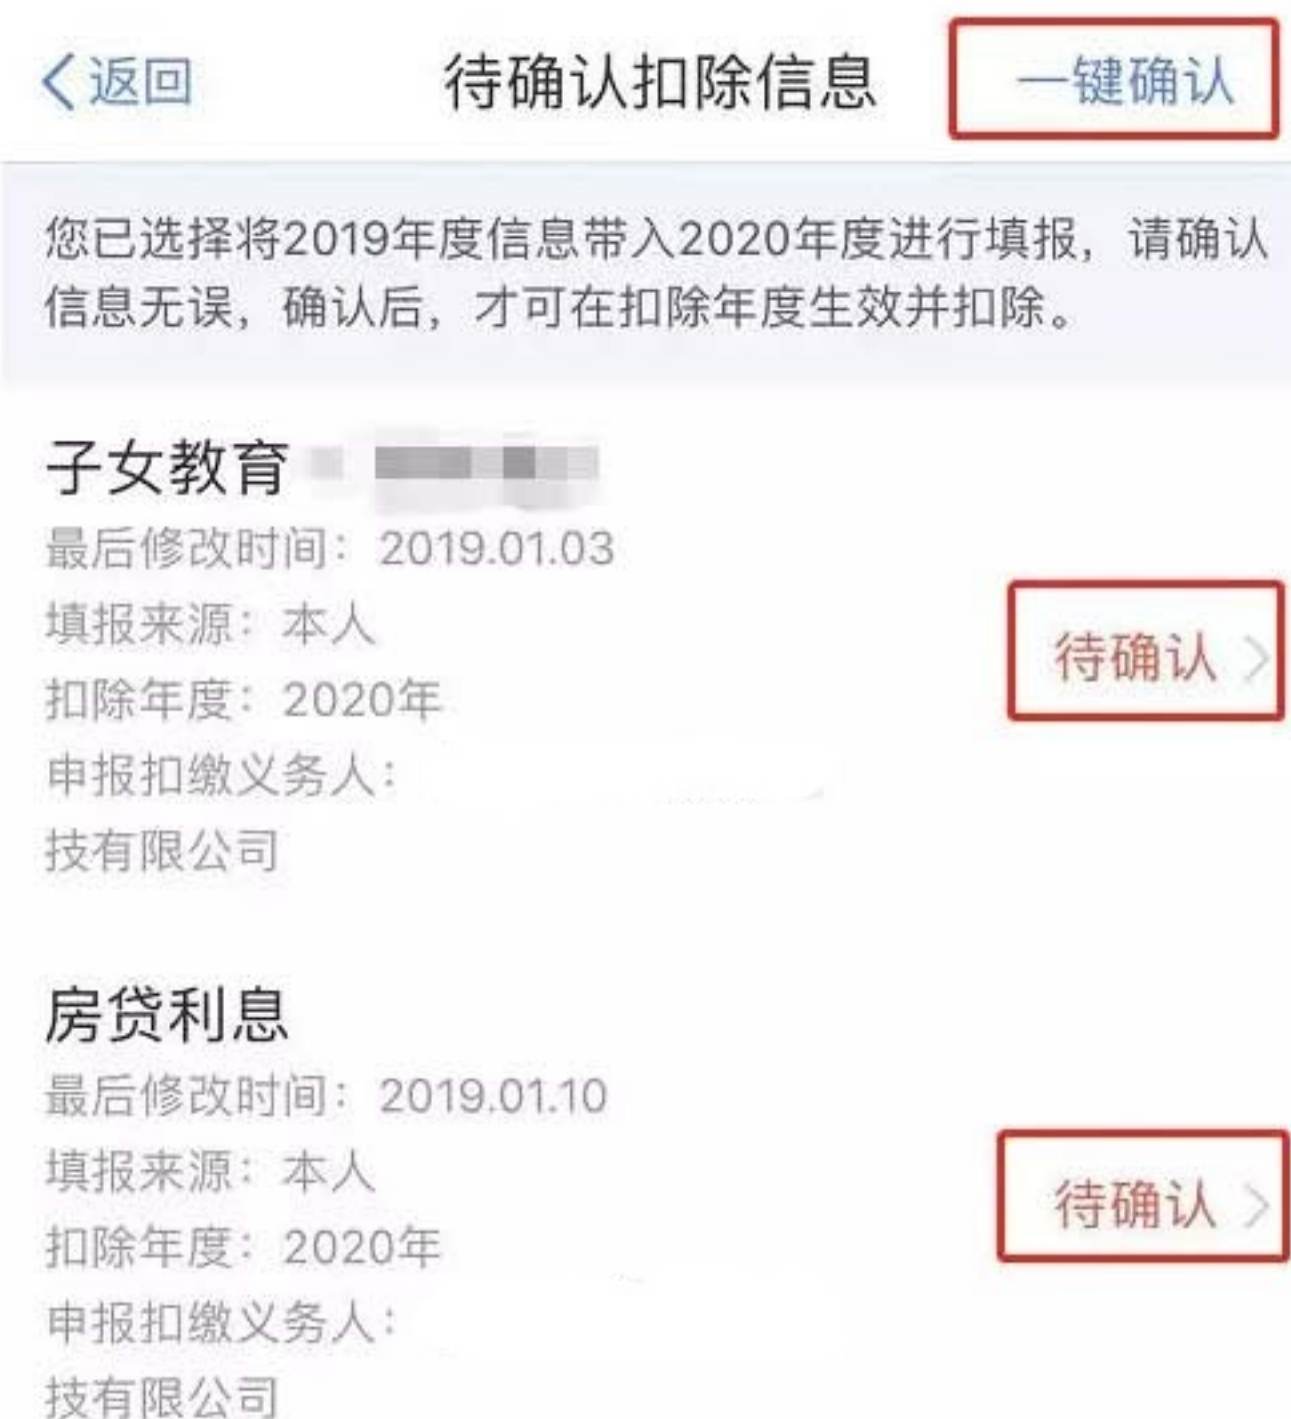 返回
待确认扣除信息
一键确认
您已选择将2019年度信息带入2020年度进行填报，请确认
信息无误，确认后，才可在扣除年度生效并扣除。
子女教育
最后修改时间：2019.01.03
填报来源：本人
扣除年度：2020年
待确认
申报扣缴义务人：
技有限公司
房贷利息
最后修改时间：2019.01.10
填报来源：本人
扣除年度：2020年
待确认
申报扣缴义务人：
技有限公司